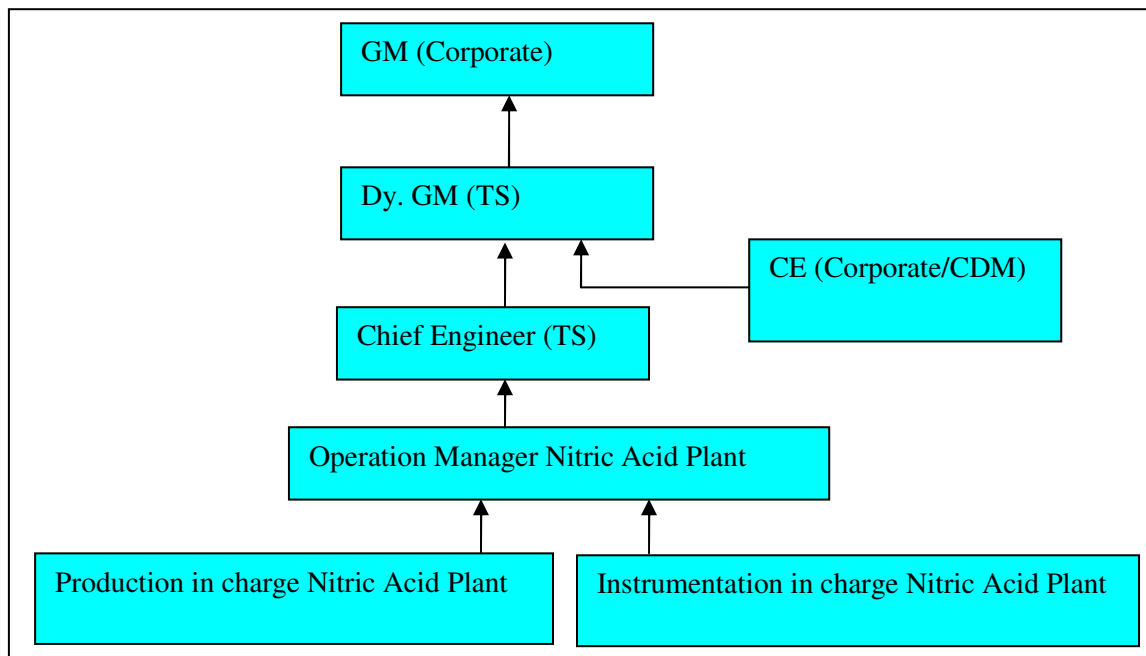 GM (Corporate)
Dy. GM (TS)
CE (Corporate/CDM)
Chief Engineer (TS)
Operation Manager Nitric Acid Plant
Production in charge Nitric Acid Plant
Instrumentation in charge Nitric Acid Plant